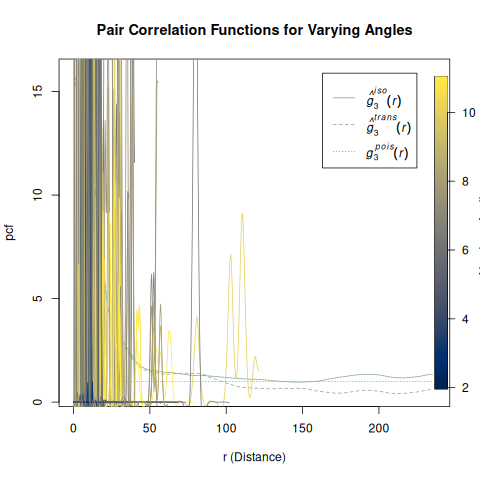 Pair Correlation Functions for Varying Angles
pcf
15
10
5
0
0
50
100
150
200
r (Distance)
ĝ₃ⁱˢᵒ(r)
ĝ₃ᵗʳᵃⁿˢ(r)
g₃ᵖᵒⁱˢ(r)
10
8
6
4
2